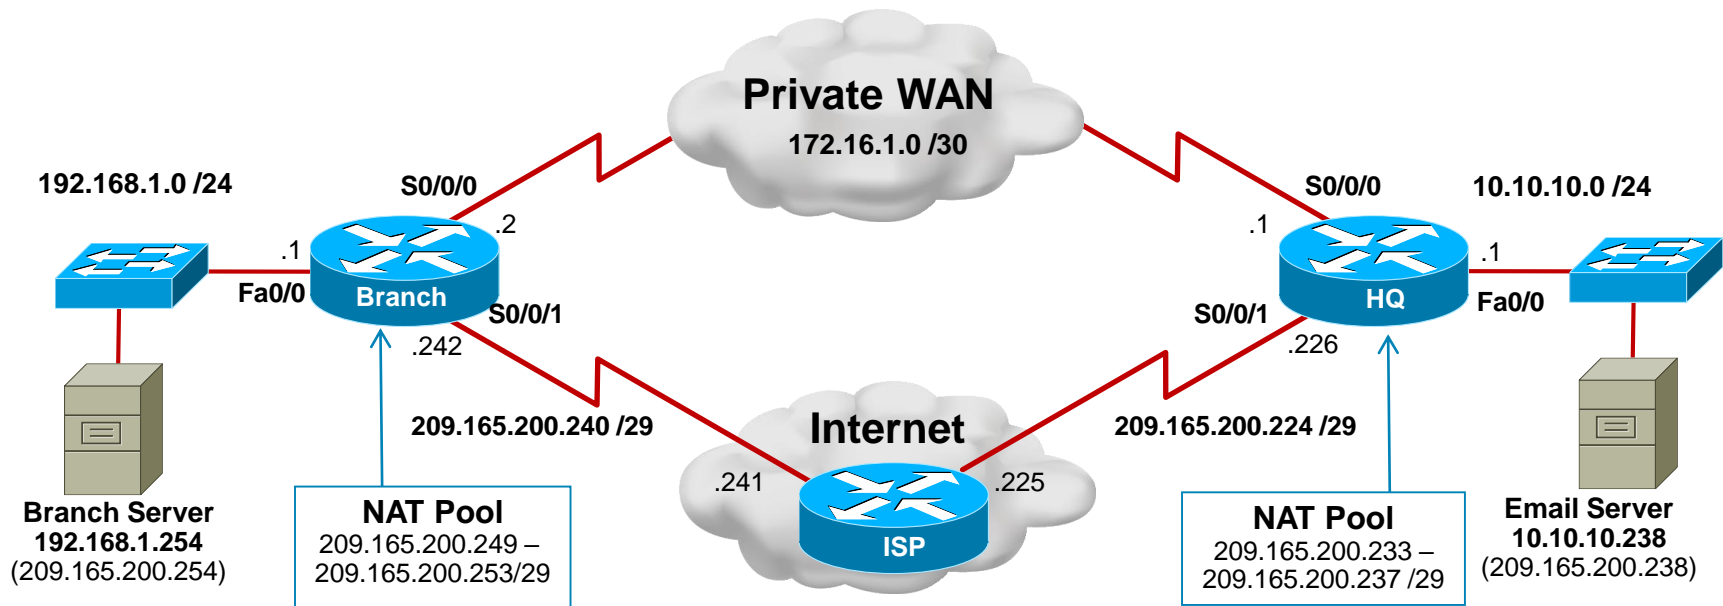 Private WAN
172.16.1.0 /30
192.168.1.0 /24
S0/0/0
S0/0/0
10.10.10.0 /24
.2
.1
.1
.1
Fa0/0
Branch
HQ
Fa0/0
S0/0/1
S0/0/1
.242
.226
209.165.200.240 /29
Internet
209.165.200.224 /29
.241
.225
ISP
Branch Server
192.168.1.254
(209.165.200.254)
NAT Pool
209.165.200.249 –
209.165.200.253/29
NAT Pool
209.165.200.233 –
209.165.200.237 /29
Email Server
10.10.10.238
(209.165.200.238)